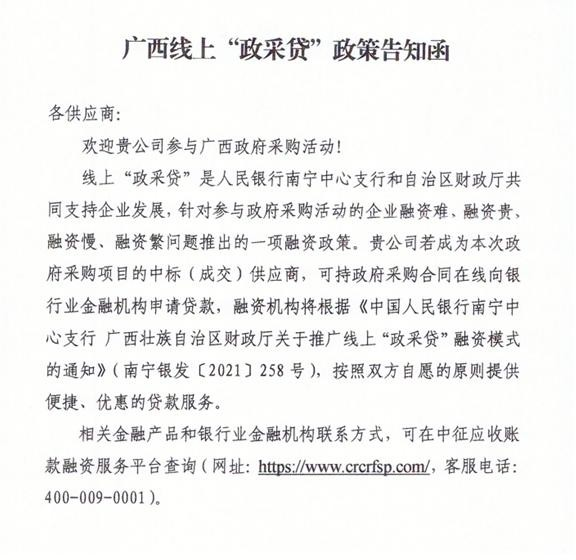 广西线上“政采贷”政策告知函
各供应商：
欢迎贵公司参与广西政府采购活动！
线上“政采贷”是人民银行南宁中心支行和自治区财政厅共
同支持企业发展，针对参与政府采购活动的企业融资难、融资贵、
融资慢、融资繁问题推出的一项融资政策。贵公司若成为本次政
府采购项目的中标（成交）供应商，可持政府采购合同在线向银
行业金融机构申请贷款，融资机构将根据《中国人民银行南宁中
心支行 广西壮族自治区财政厅关于推广线上“政采贷”融资模式
的通知》（南宁银发〔2021〕258 号），按照双方自愿的原则提供
便捷、优惠的贷款服务。
相关金融产品和银行业金融机构联系方式，可在中征应收账
款融资服务平台查询（网址：https://www.crcrfsp.com/，客服电话：
400-009-0001）。